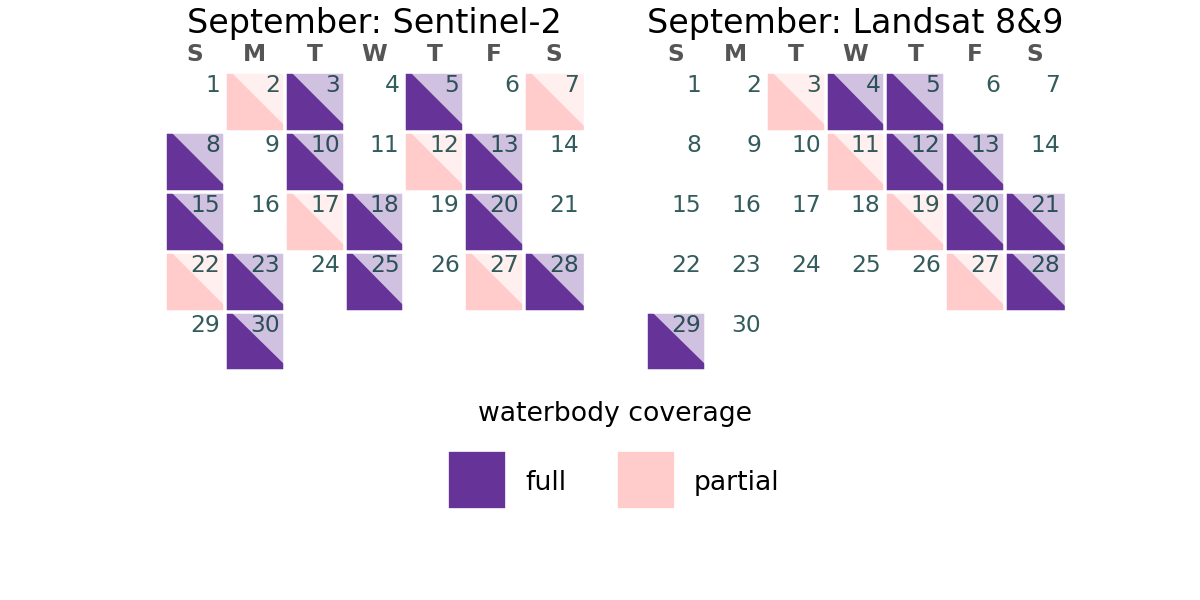 September: Sentinel-2
S M T W T F S
1 2 3 4 5 6 7
8 9 10 11 12 13 14
15 16 17 18 19 20 21
22 23 24 25 26 27 28
29 30
September: Landsat 8&9
S M T W T F S
1 2 3 4 5 6 7
8 9 10 11 12 13 14
15 16 17 18 19 20 21
22 23 24 25 26 27 28
29 30
waterbody coverage
full partial